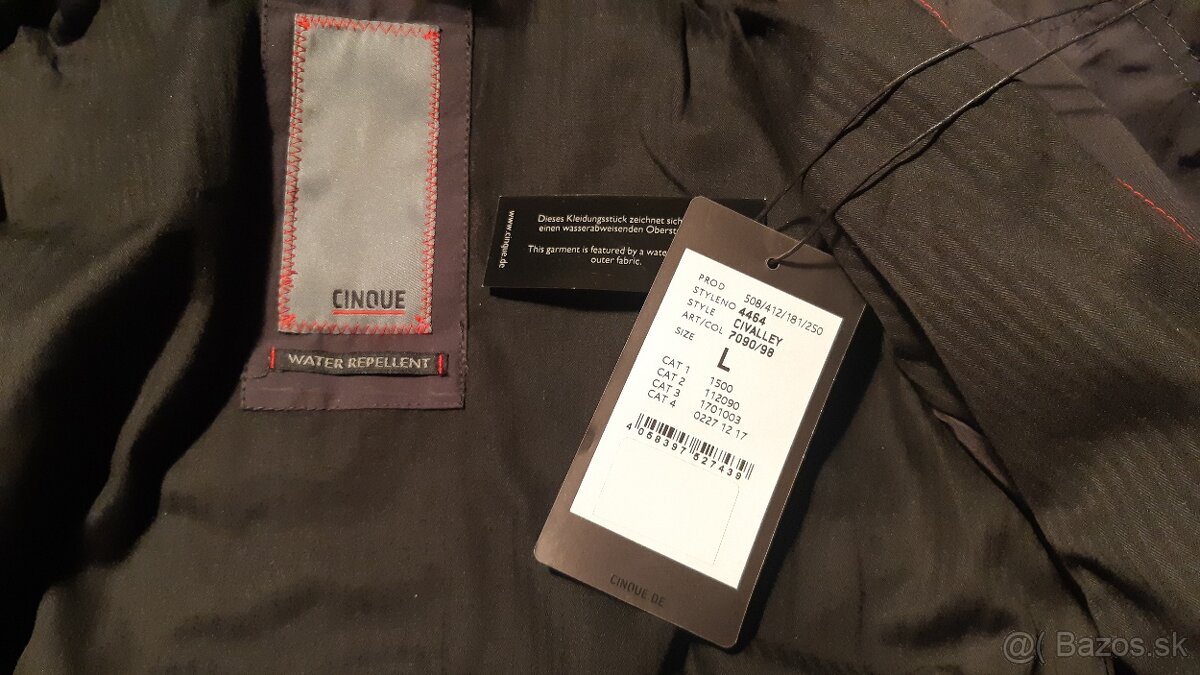 CINQUE
WATER REPELLENT
www.cinque.de
Dieses Kleidungsstück zeichnet sich
einen wasserabweisenden
This garment is featured by a
outer fabric.
PROD 508/412/181/250
STYLENO 4464
STYLE CIVALLEY
ART/COL 7090/98
SIZE L
CAT 1 1500
CAT 2 112090
CAT 3 1701003
CAT 4 0227 12 17
4068397527439
CINQUE DE
@( Bazos.sk